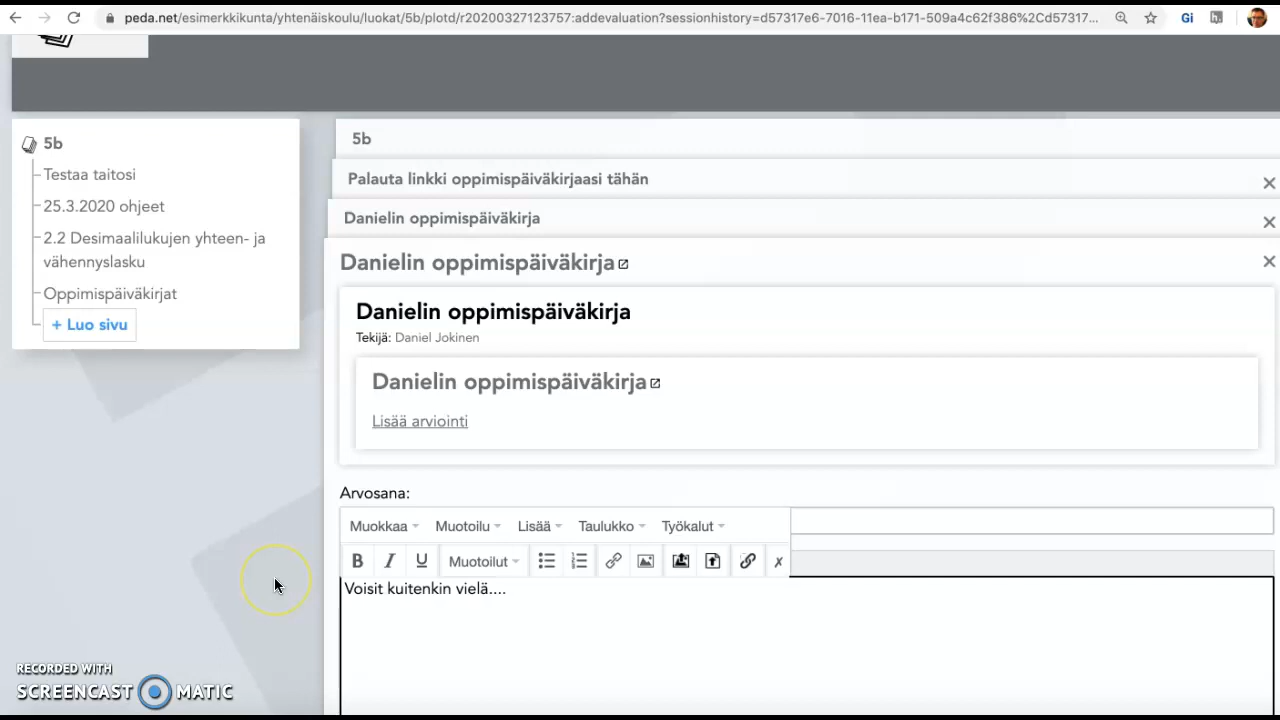 peda.net/esimerkkikunta/yhtenäiskoulu/luokat/5b/plotd/r20200327123757:addevaluation?sessionhistory=d57317e6-7016-11ea-b171-509a4c62f386%2Cd57317...
Gi
5b
Testaa taitosi
25.3.2020 ohjeet
2.2 Desimaalilukujen yhteen- ja
vähennyslasku
Oppimispäiväkirjat
+ Luo sivu
5b
Palauta linkki oppimispäiväkirjaasi tähän
Danielin oppimispäiväkirja
Danielin oppimispäiväkirja
Danielin oppimispäiväkirja
Tekijä: Daniel Jokinen
Danielin oppimispäiväkirja
Lisää arviointi
Arvosana:
Muokkaa Muotoilu Lisää Taulukko Työkalut
B I U Muotoilut
Voisit kuitenkin vielä....
RECORDED WITH
SCREENCAST MATIC